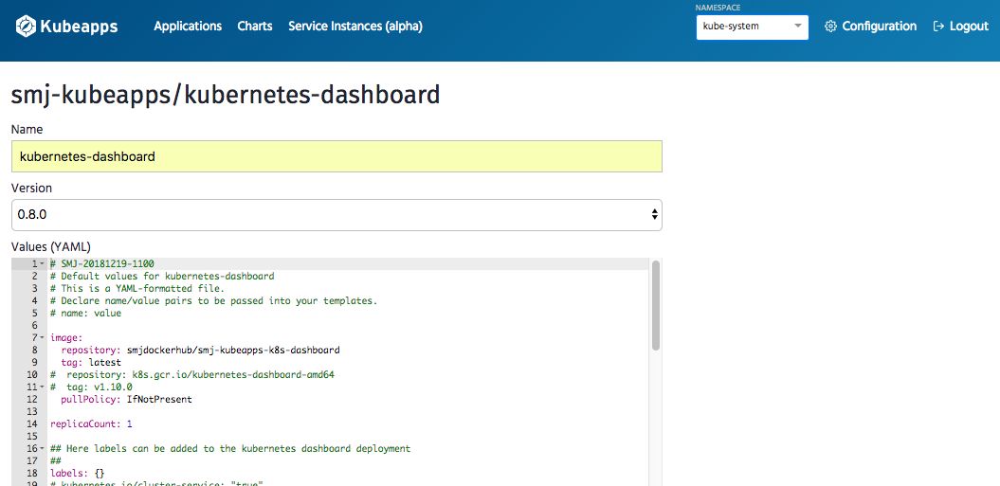 NAMESPACE
Kubeapps Applications Charts Service Instances (alpha) kube-system Configuration Logout
smj-kubeapps/kubernetes-dashboard
Name
kubernetes-dashboard
Version
0.8.0
Values (YAML)
1 # SMJ-20181219-1100
2 # Default values for kubernetes-dashboard
3 # This is a YAML-formatted file.
4 # Declare name/value pairs to be passed into your templates.
5 # name: value
6
7 image:
8   repository: smjdockerhub/smj-kubeapps-k8s-dashboard
9   tag: latest
10 #  repository: k8s.gcr.io/kubernetes-dashboard-amd64
11 #  tag: v1.10.0
12   pullPolicy: IfNotPresent
13
14 replicaCount: 1
15
16 ## Here labels can be added to the kubernetes dashboard deployment
17 ##
18 labels: {}
19 # kubernetes.io/cluster-service: "true"